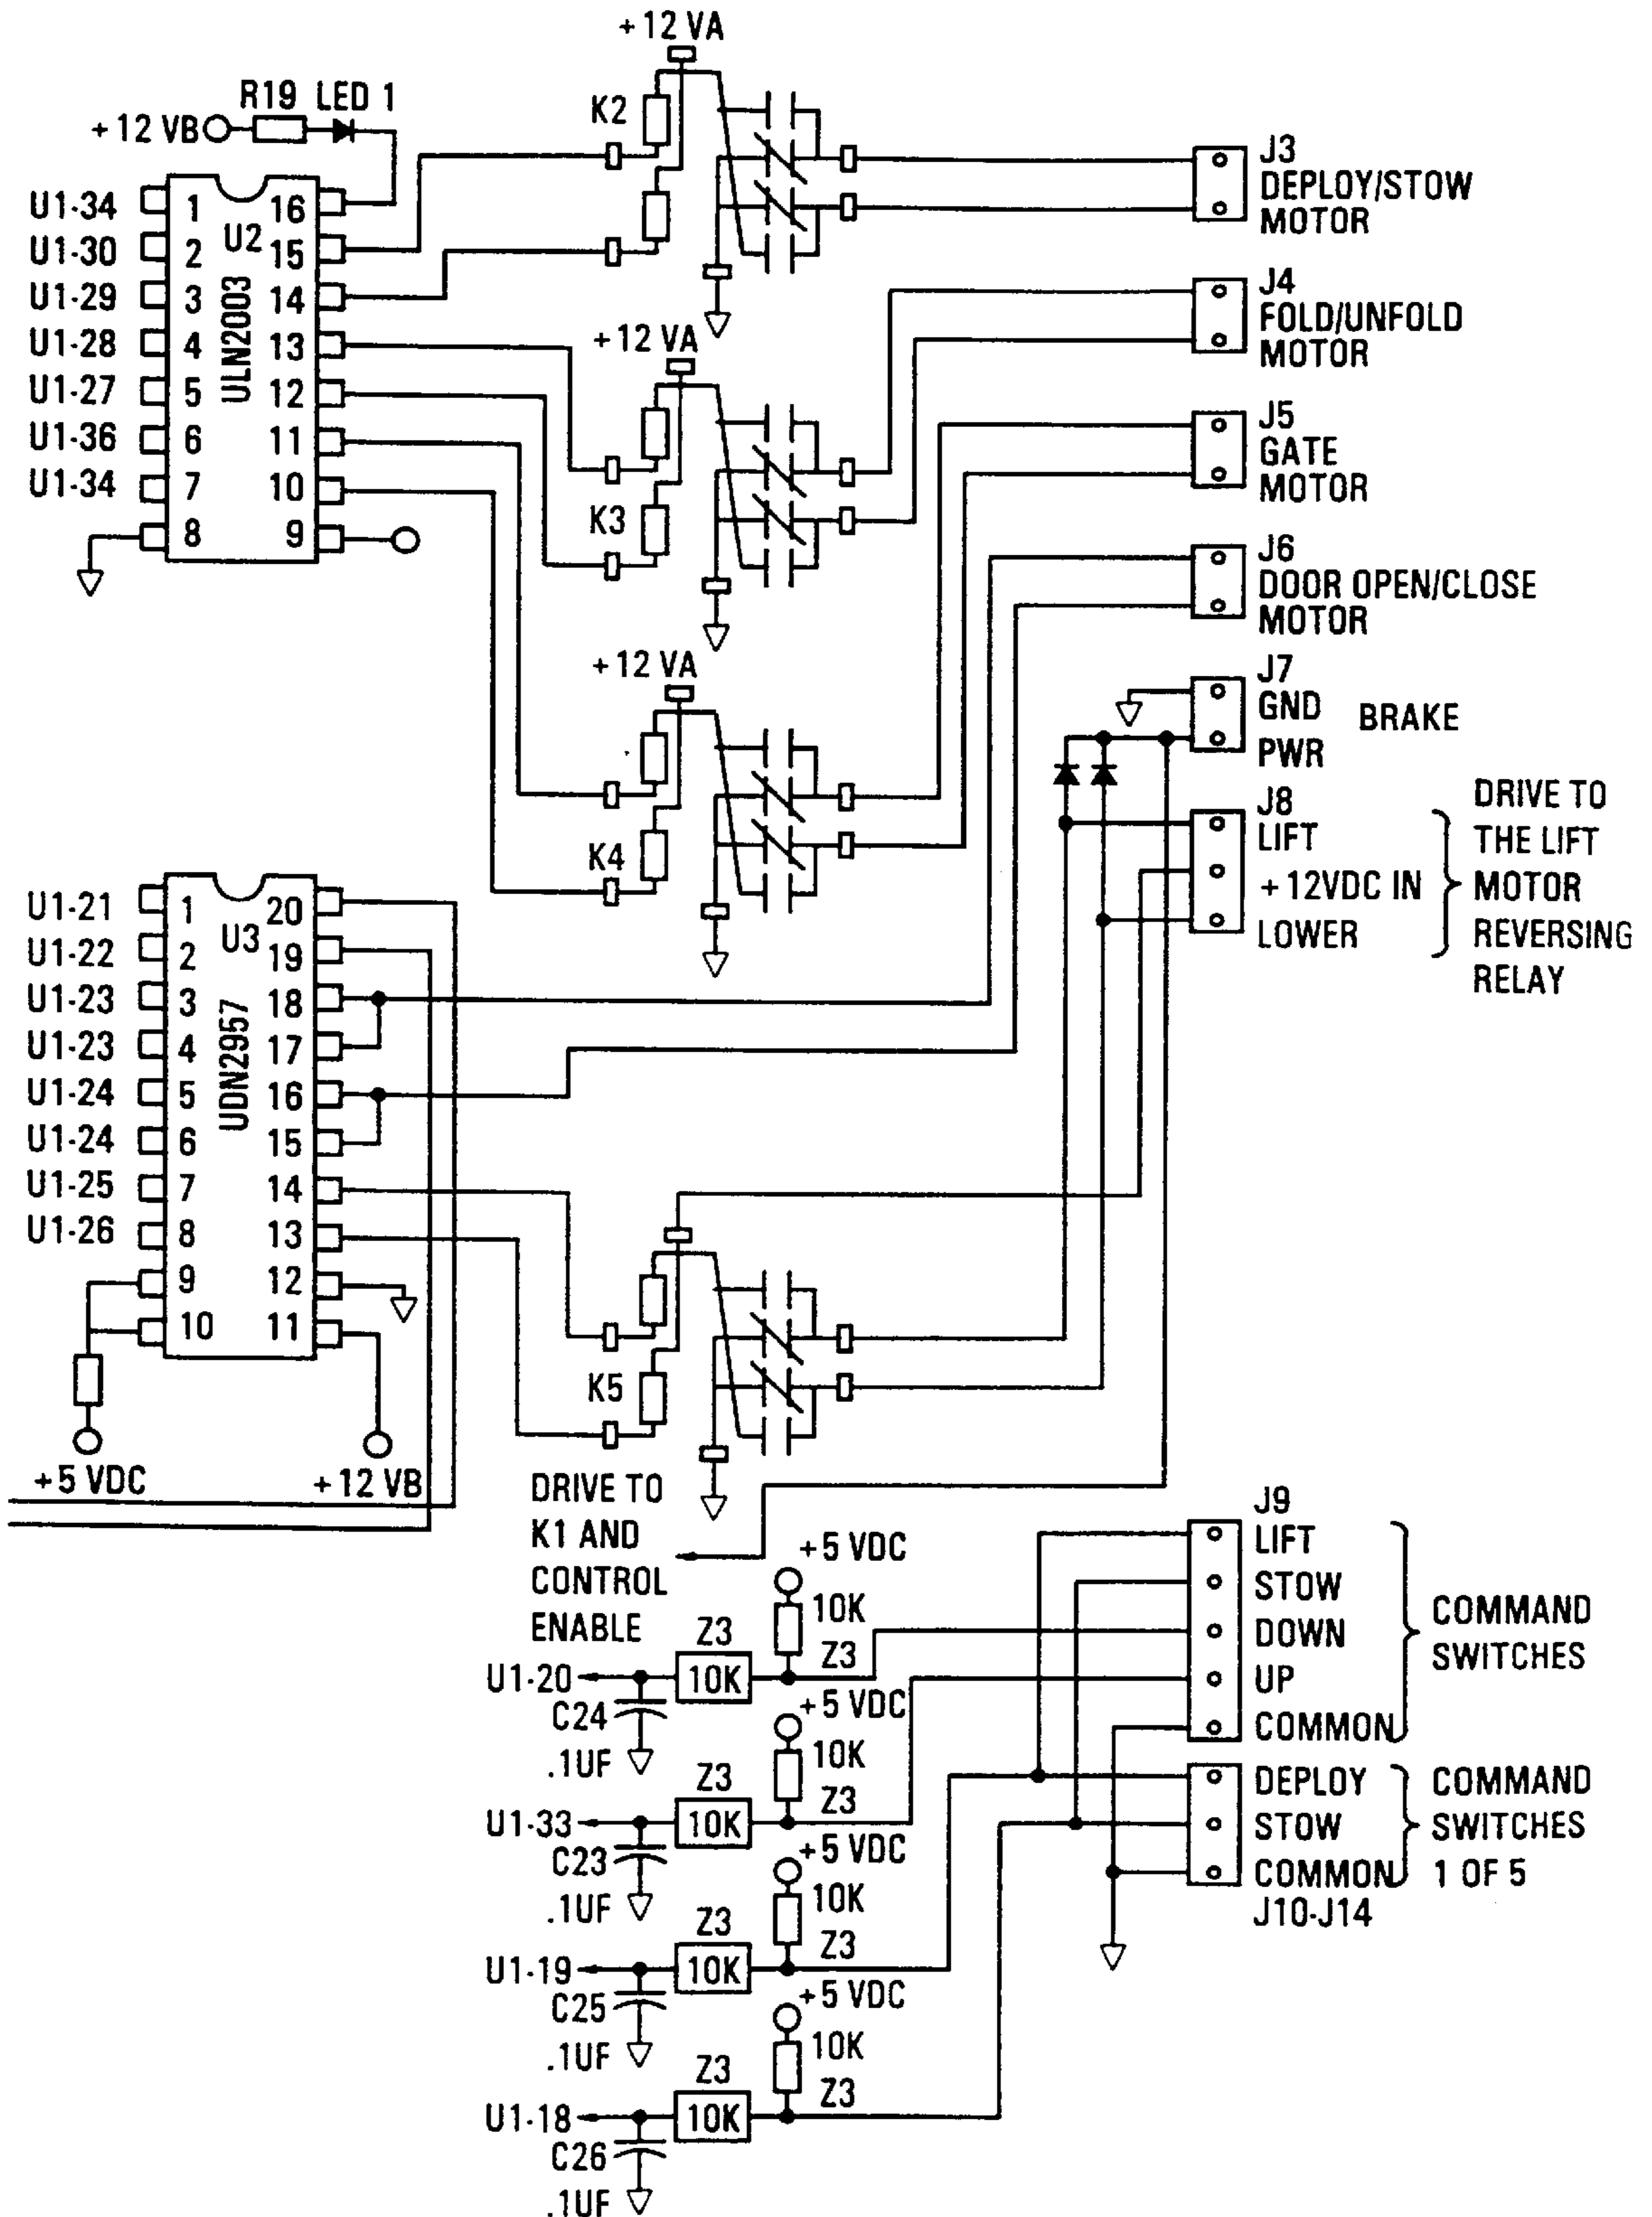 +12 VA
R19 LED 1
+12 VB
K2
U1-34
U1-30
U1-29
U1-28
U1-27
U1-36
U1-34
1
2
3
4
5
6
7
8
U2
ULN2003
16
15
14
13
12
11
10
9
J3
DEPLOY/STOW
MOTOR
+12 VA
K3
J4
FOLD/UNFOLD
MOTOR
J5
GATE
MOTOR
J6
DOOR OPEN/CLOSE
MOTOR
+12 VA
K4
J7
GND
PWR
BRAKE
J8
LIFT
+12VDC IN
LOWER
DRIVE TO
THE LIFT
MOTOR
REVERSING
RELAY
U1-21
U1-22
U1-23
U1-23
U1-24
U1-24
U1-25
U1-26
1
2
3
4
5
6
7
8
9
10
U3
UDN2957
20
19
18
17
16
15
14
13
12
11
+5 VDC
+12 VB
K5
DRIVE TO
K1 AND
CONTROL
ENABLE
J9
LIFT
STOW
DOWN
UP
COMMON
COMMAND
SWITCHES
DEPLOY
STOW
COMMON
J10-J14
COMMAND
SWITCHES
1 OF 5
+5 VDC
10K
Z3
Z3
10K
U1-20
C24
.1UF
+5 VDC
10K
Z3
Z3
10K
U1-33
C23
.1UF
+5 VDC
10K
Z3
Z3
10K
U1-19
C25
.1UF
+5 VDC
10K
Z3
Z3
10K
U1-18
C26
.1UF